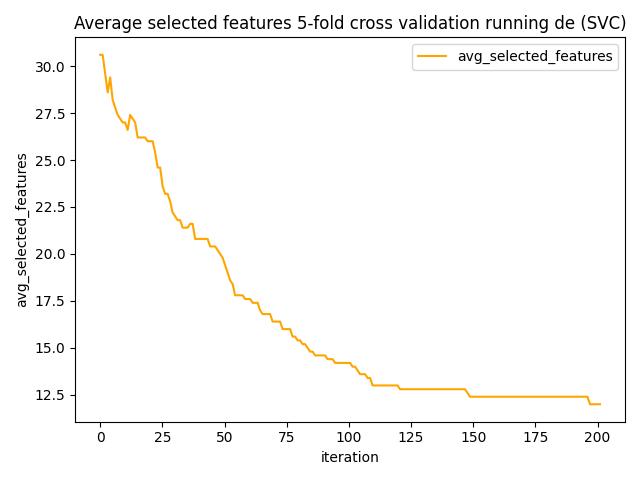 Average selected features 5-fold cross validation running de (SVC)
avg_selected_features
avg_selected_features
30.0
27.5
25.0
22.5
20.0
17.5
15.0
12.5
0 25 50 75 100 125 150 175 200
iteration